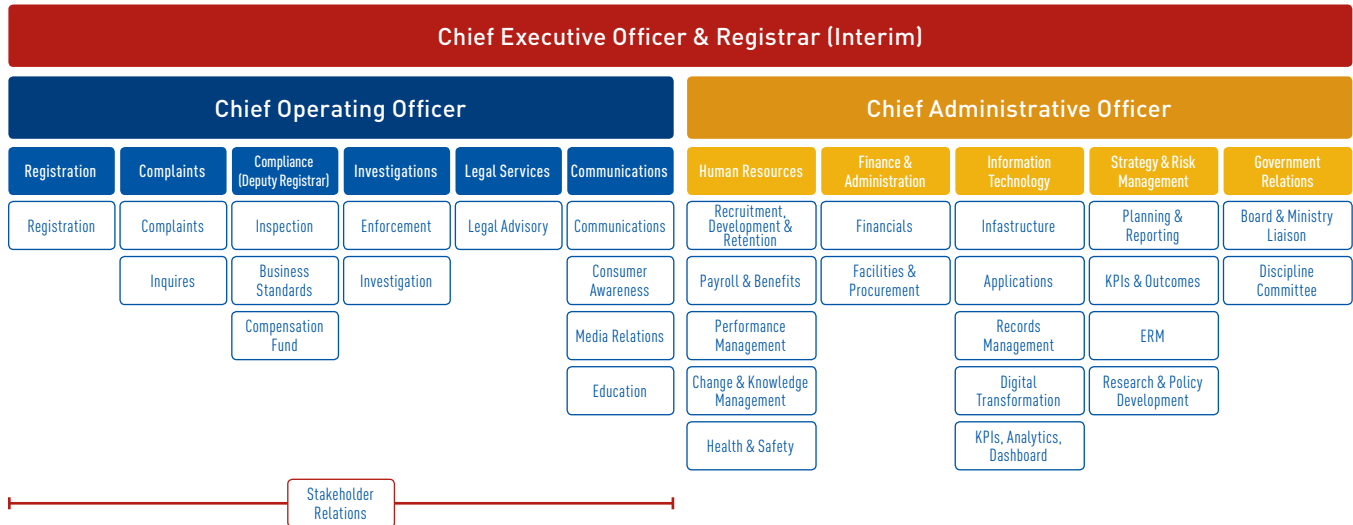 Chief Executive Officer & Registrar (Interim)
Chief Operating Officer
Chief Administrative Officer
Registration
Complaints
Compliance
(Deputy Registrar)
Investigations
Legal Services
Communications
Human Resources
Finance &
Administration
Information
Technology
Strategy & Risk
Management
Government
Relations
Registration
Complaints
Inspection
Enforcement
Legal Advisory
Communications
Recruitment,
Development &
Retention
Financials
Infastructure
Planning &
Reporting
Board & Ministry
Liaison
Inquires
Business
Standards
Investigation
Consumer
Awareness
Payroll & Benefits
Facilities &
Procurement
Applications
KPIs & Outcomes
Discipline
Committee
Compensation
Fund
Media Relations
Performance
Management
Records
Management
ERM
Education
Change & Knowledge
Management
Digital
Transformation
Research & Policy
Development
Health & Safety
KPIs, Analytics,
Dashboard
Stakeholder
Relations